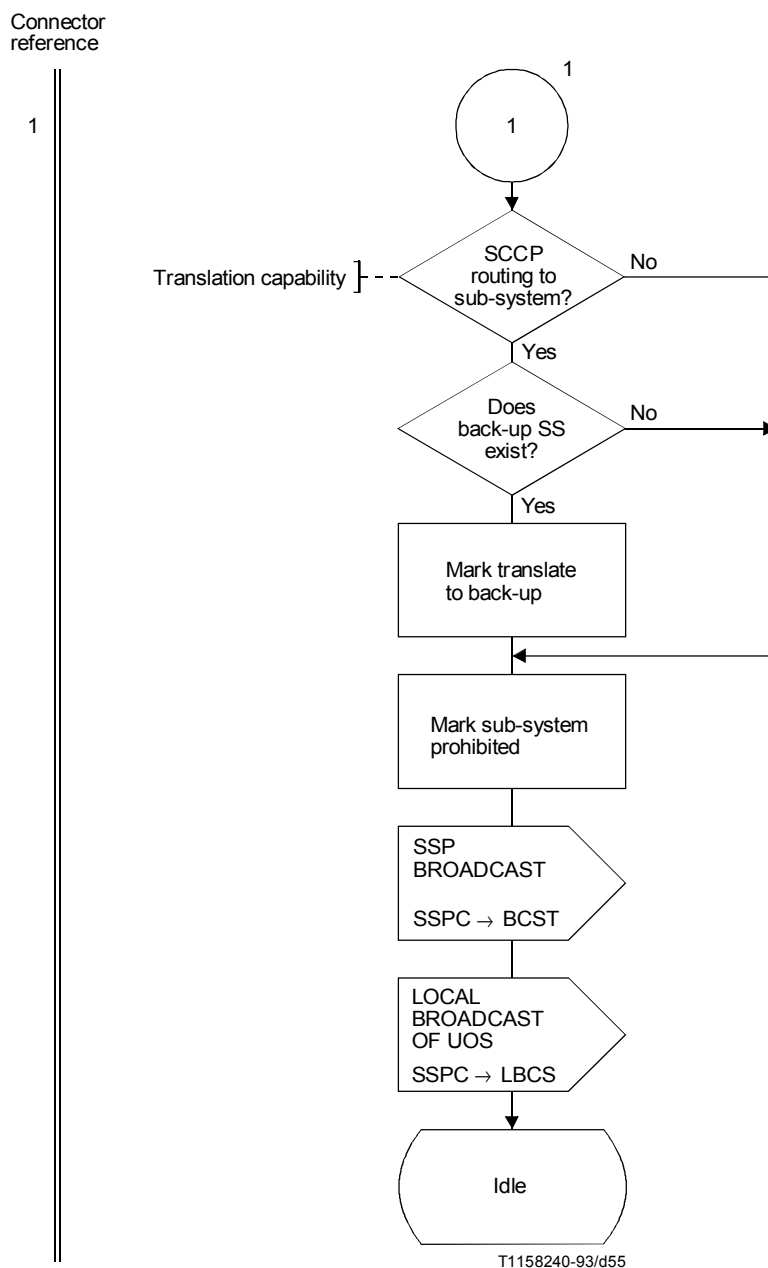 Connector
reference
1
1
1
SCCP
routing to
sub-system?
No
Translation capability
Yes
Does
back-up SS
exist?
No
Yes
Mark translate
to back-up
Mark sub-system
prohibited
SSP
BROADCAST
SSPC → BCST
LOCAL
BROADCAST
OF UOS
SSPC → LBCS
Idle
T1158240-93/d55